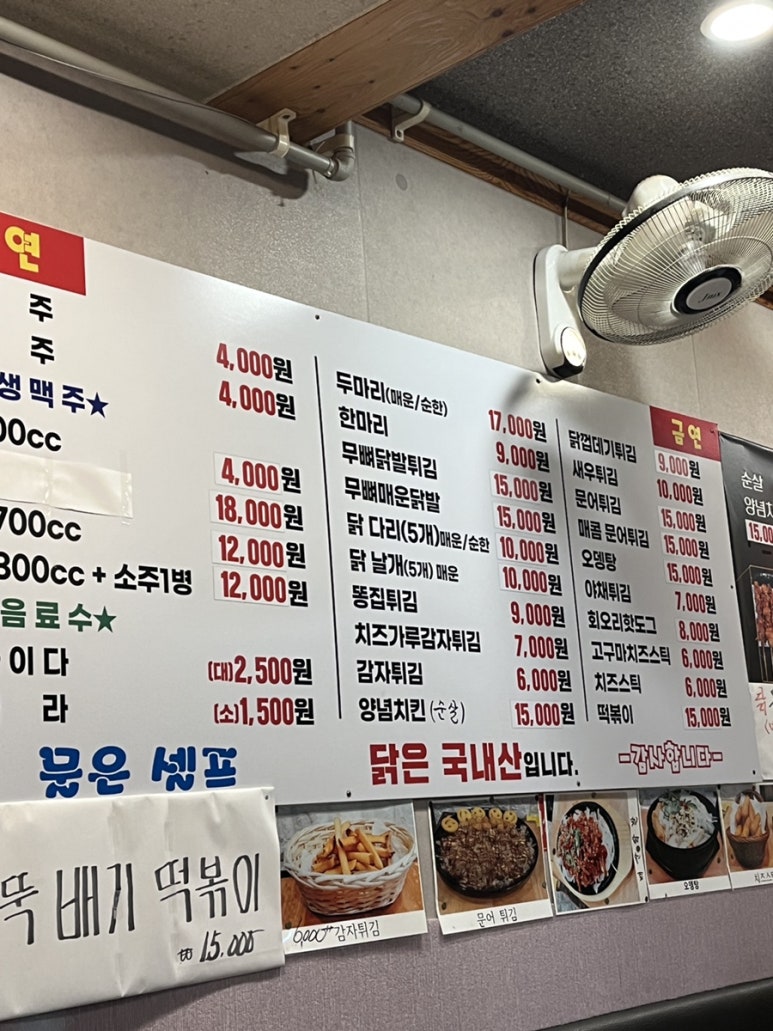 연
주 4,000원
주 4,000원
생 맥 주★
00cc 4,000원
18,000원
700cc 12,000원
300cc + 소주1병 12,000원
음 료 수★
이 다 (대)2,500원
라 (소)1,500원
물은 셀프
두마리(매운/순한) 17,000원
한마리 9,000원
무뼈닭발튀김 15,000원
무뼈매운닭발 15,000원
닭 다리(5개)매운/순한 10,000원
닭 날개(5개) 매운 10,000원
똥집튀김 9,000원
치즈가루감자튀김 7,000원
감자튀김 6,000원
양념치킨(순살) 15,000원
닭은 국내산입니다.
금연
닭껍데기튀김 9,000원
새우튀김 10,000원
문어튀김 15,000원
매콤 문어튀김 15,000원
오뎅탕 15,000원
야채튀김 7,000원
회오리핫도그 8,000원
고구마치즈스틱 6,000원
치즈스틱 6,000원
떡볶이 15,000원
-감사합니다-
순살
양념치
15,00
뚝배기 떡볶이
₩15,000
6,000 감자튀김
문어 튀김
오뎅탕
치즈스